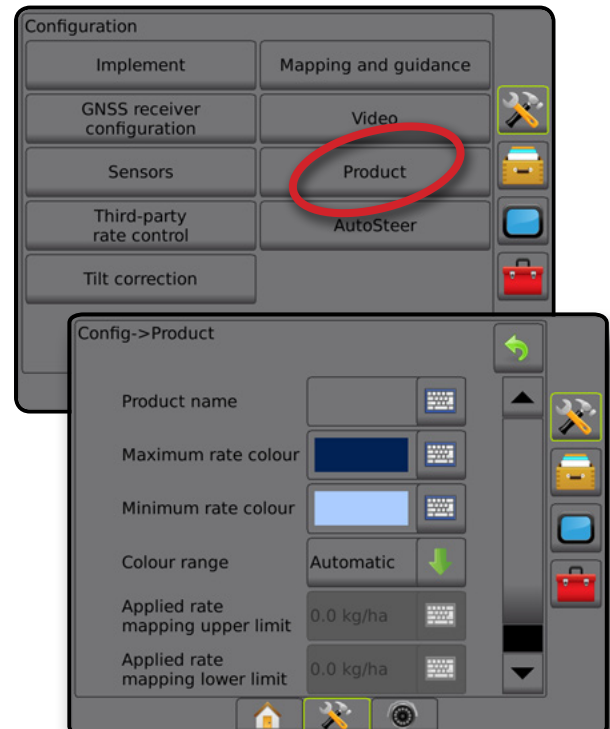 Configuration
Implement
Mapping and guidance
GNSS receiver
configuration
Video
Sensors
Product
Third-party
rate control
AutoSteer
Tilt correction
Config->Product
Product name
Maximum rate colour
Minimum rate colour
Colour range
Automatic
Applied rate
mapping upper limit
0.0 kg/ha
Applied rate
mapping lower limit
0.0 kg/ha